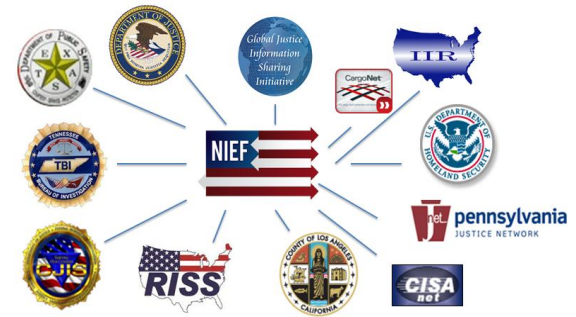 DEPARTMENT OF PUBLIC SAFETY
TEXAS
DEPARTMENT OF JUSTICE
Global Justice
Information
Sharing
Initiative
IIR
CargoNet
NIEF
U.S. DEPARTMENT OF
HOMELAND SECURITY
TENNESSEE
TBI
BUREAU OF INVESTIGATION
jnet
pennsylvania
JUSTICE NETWORK
CJIS
RISS
COUNTY OF LOS ANGELES
CALIFORNIA
CISA
net